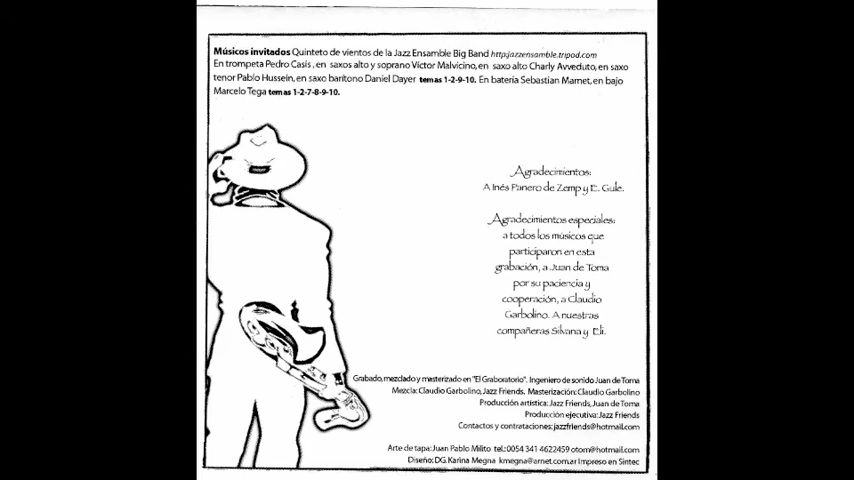 Músicos invitados Quinteto de vientos de la Jazz Ensamble Big Band http:jazzensamble.tripod.com
En trompeta Pedro Casis, en saxos alto y soprano Víctor Malvicino, en saxo alto Charly Avveduto, en saxo
tenor Pablo Hussein, en saxo barítono Daniel Dayer temas 1-2-9-10. En batería Sebastían Mamet, en bajo
Marcelo Tega temas 1-2-7-8-9-10.
Agradecimientos:
A Inés Panero de Zemp y E. Gule.
Agradecimientos especiales:
a todos los músicos que
participaron en esta
grabación, a Juan de Toma
por su paciencia y
cooperación, a Claudio
Garbolino. A nuestras
compañeras Silvana y Eli.
Grabado, mezclado y masterizado en "El Graboratorio". Ingeniero de sonido Juan de Toma
Mezcla: Claudio Garbolino, Jazz Friends. Masterización: Claudio Garbolino
Producción artística: Jazz Friends, Juan de Toma
Producción ejecutiva: Jazz Friends
Contactos y contrataciones: jazzfriends@hotmail.com
Arte de tapa: Juan Pablo Milito tel.:0054 341 4622459 otom@hotmail.com
Diseño: DG. Karina Megna kmegna@arnet.com.ar Impreso en Sintec